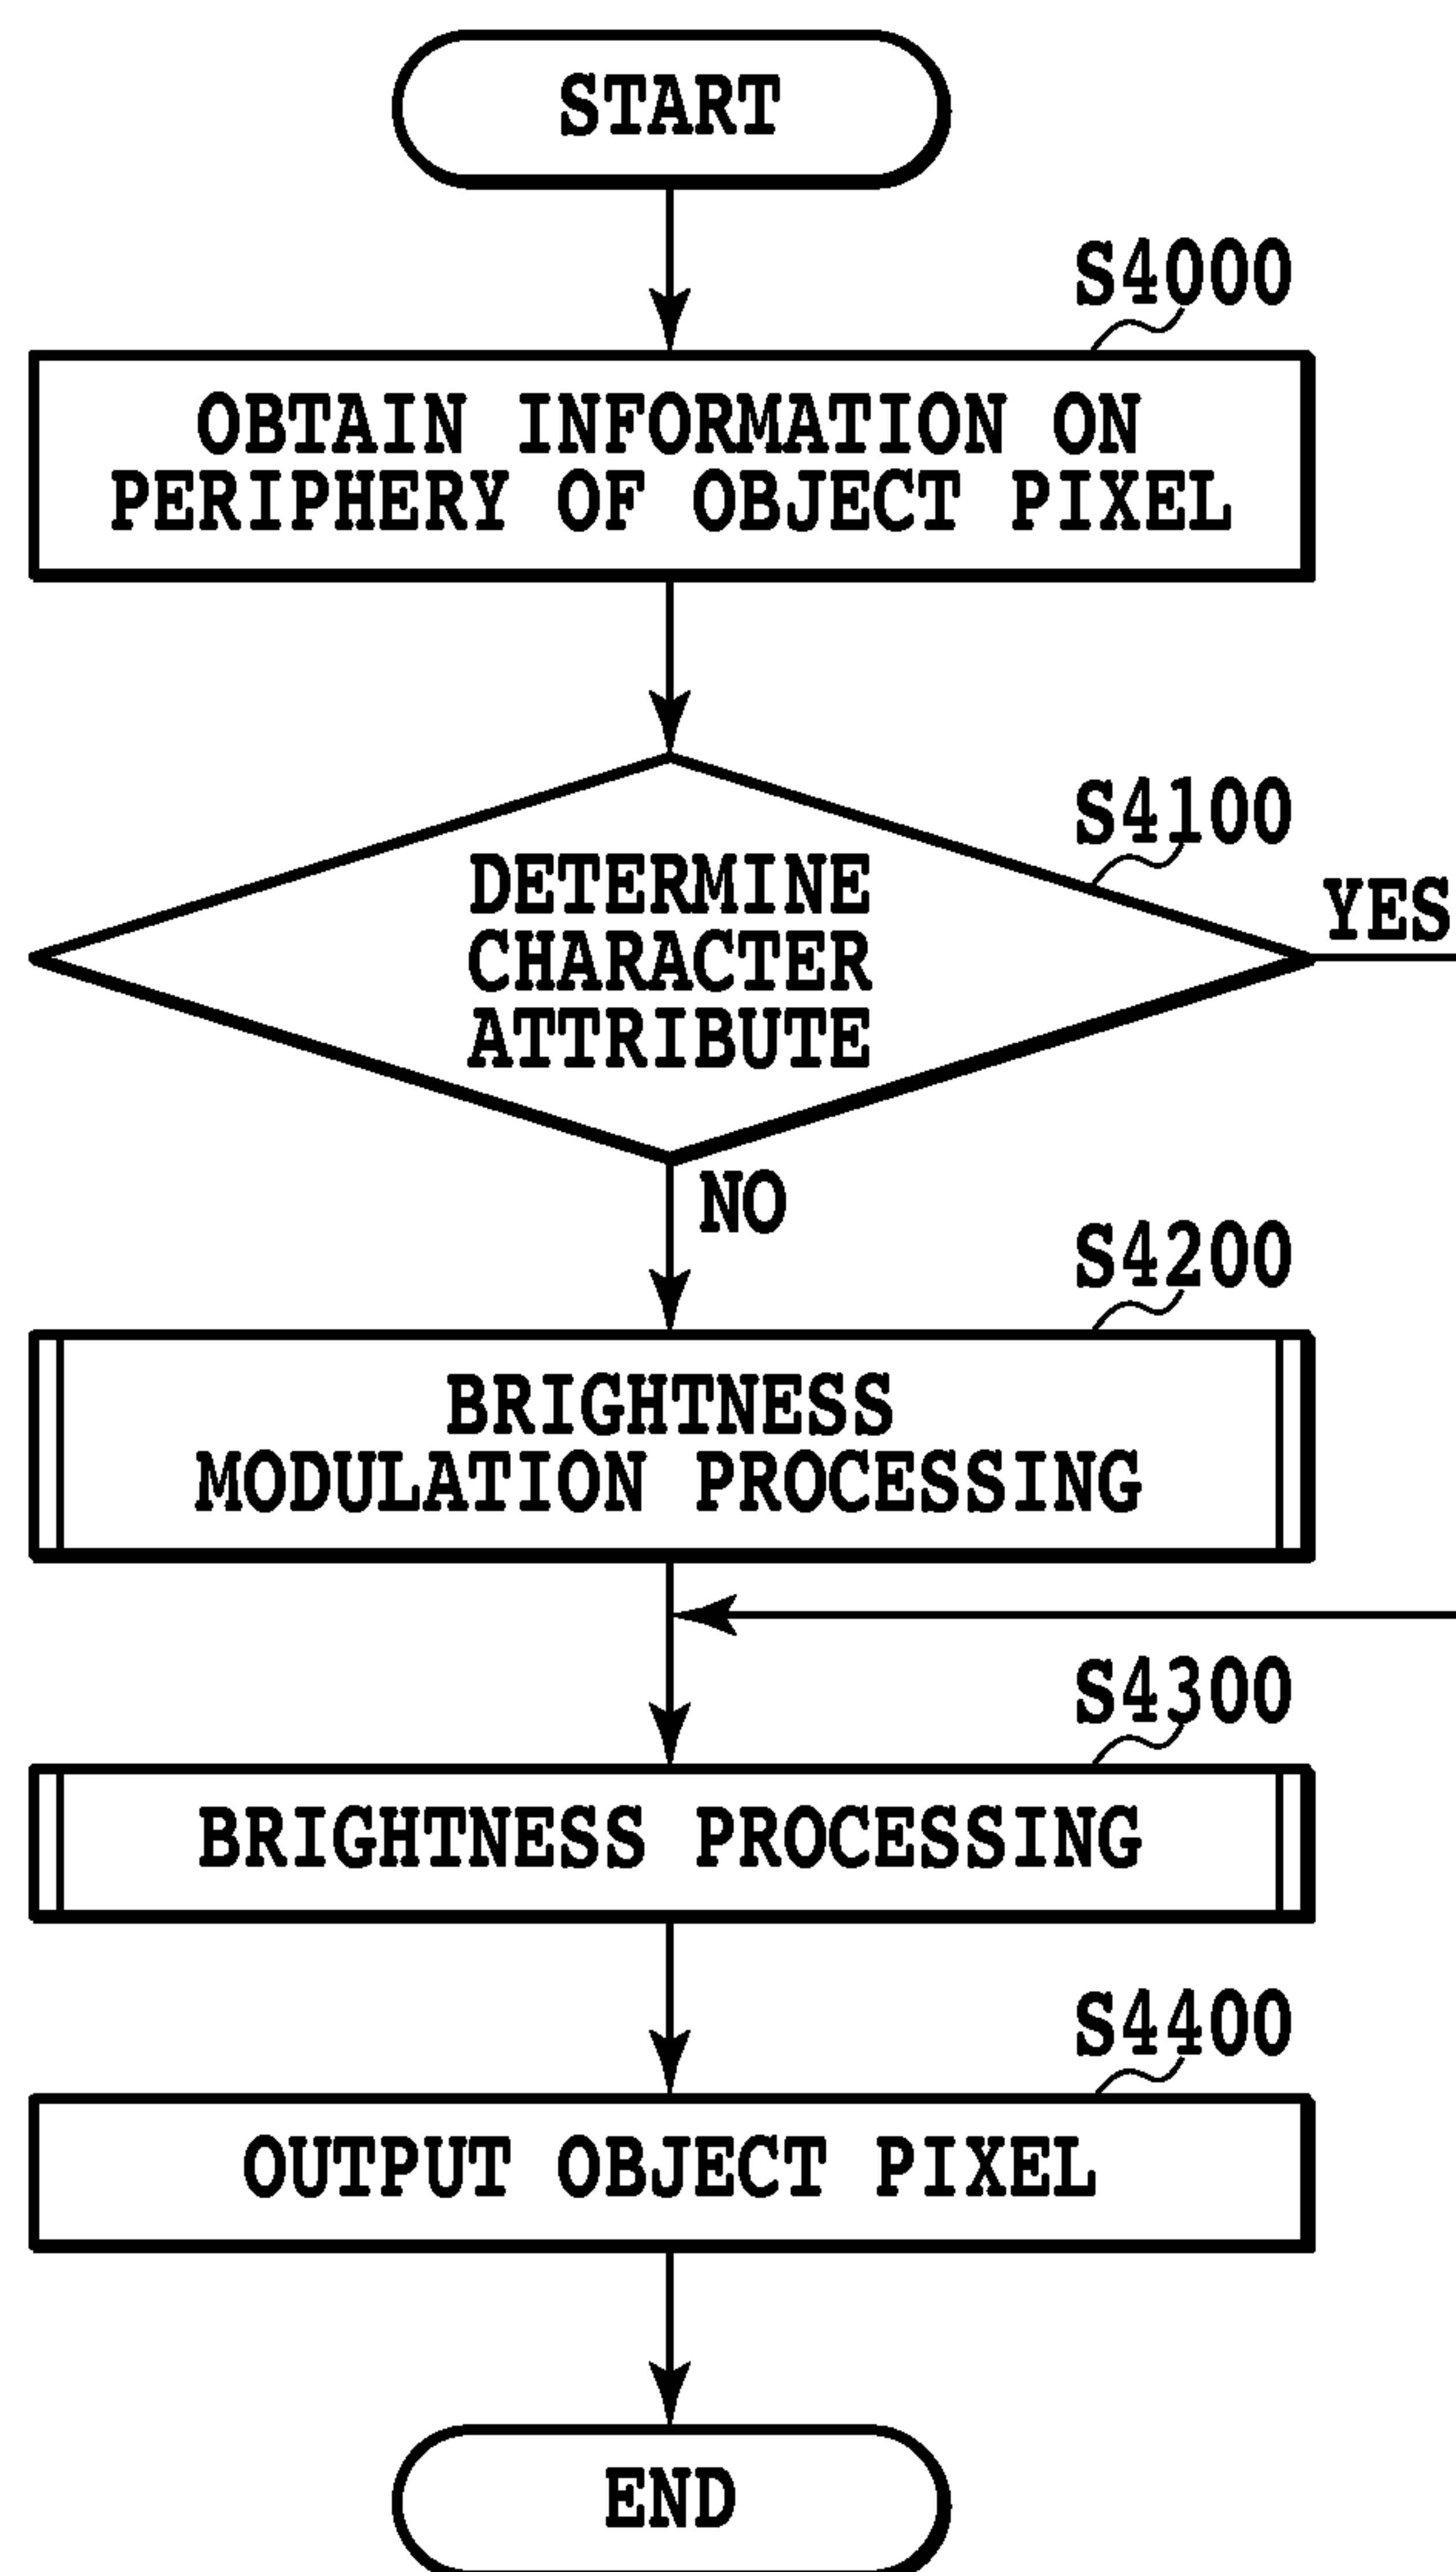 START
S4000
OBTAIN INFORMATION ON
PERIPHERY OF OBJECT PIXEL
S4100
YES
DETERMINE
CHARACTER
ATTRIBUTE
NO
S4200
BRIGHTNESS
MODULATION PROCESSING
S4300
BRIGHTNESS PROCESSING
S4400
OUTPUT OBJECT PIXEL
END